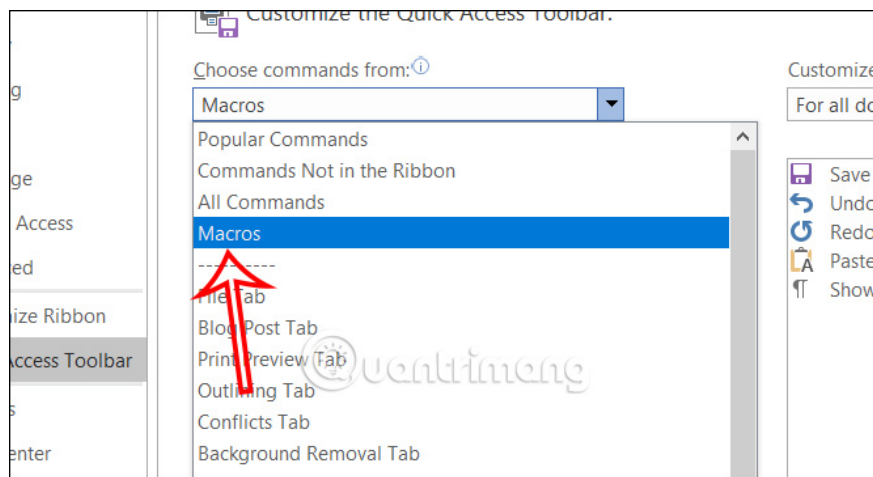 Customize the Quick Access Toolbar.
Choose commands from:
Customize
Macros
For all do
Popular Commands
Commands Not in the Ribbon
All Commands
Macros
----------
File Tab
Blog Post Tab
Print Preview Tab
Outlining Tab
Conflicts Tab
Background Removal Tab
g
ge
Access
ed
ize Ribbon
Access Toolbar
s
enter
Save
Undo
Redo
Paste
Show
Quantrimang